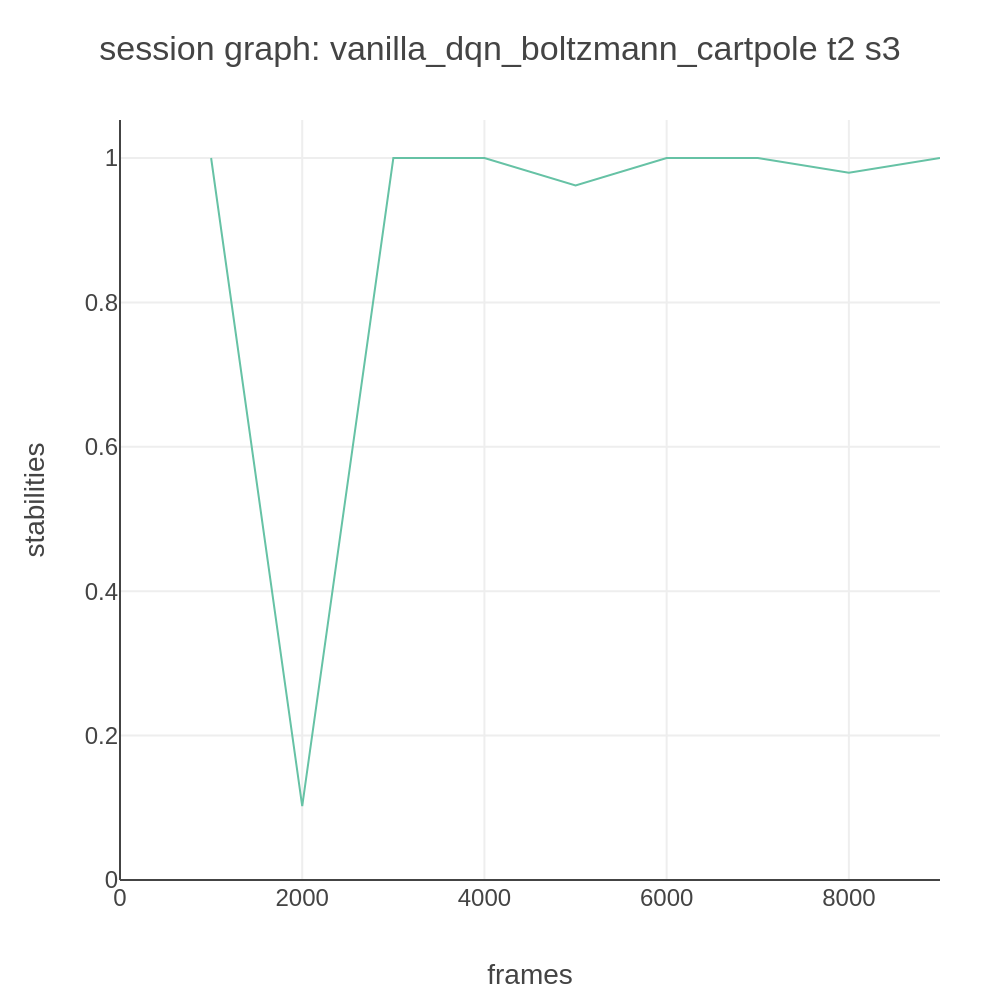 session graph: vanilla_dqn_boltzmann_cartpole t2 s3
1
0.8
0.6
0.4
0.2
0
stabilities
0 2000 4000 6000 8000
frames